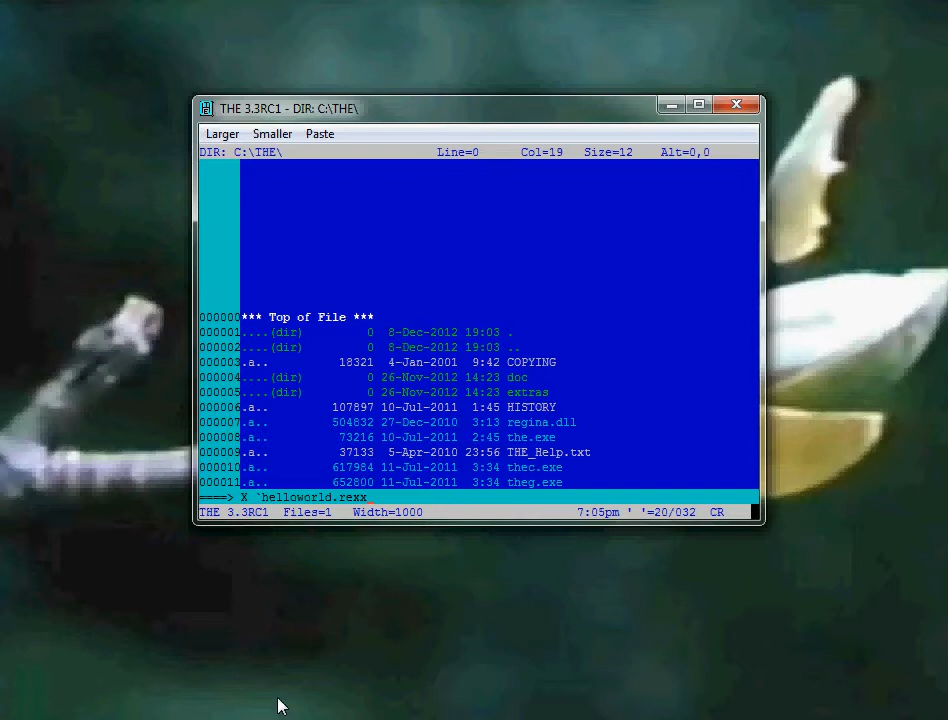 THE 3.3RC1 - DIR: C:\THE\
Larger Smaller Paste
DIR: C:\THE\ Line=0 Col=19 Size=12 Alt=0,0
000000*** Top of File ***
000001....(dir) 0 8-Dec-2012 19:03 .
000002....(dir) 0 8-Dec-2012 19:03 ..
000003.a.. 18321 4-Jan-2001 9:42 COPYING
000004....(dir) 0 26-Nov-2012 14:23 doc
000005....(dir) 0 26-Nov-2012 14:23 extras
000006.a.. 107897 10-Jul-2011 1:45 HISTORY
000007.a.. 504832 27-Dec-2010 3:13 regina.dll
000008.a.. 73216 10-Jul-2011 2:45 the.exe
000009.a.. 37133 5-Apr-2010 23:56 THE_Help.txt
000010.a.. 617984 11-Jul-2011 3:34 thec.exe
000011.a.. 652800 11-Jul-2011 3:34 theg.exe
====> X `helloworld.rexx_
THE 3.3RC1 Files=1 Width=1000 7:05pm ' '=20/032 CR